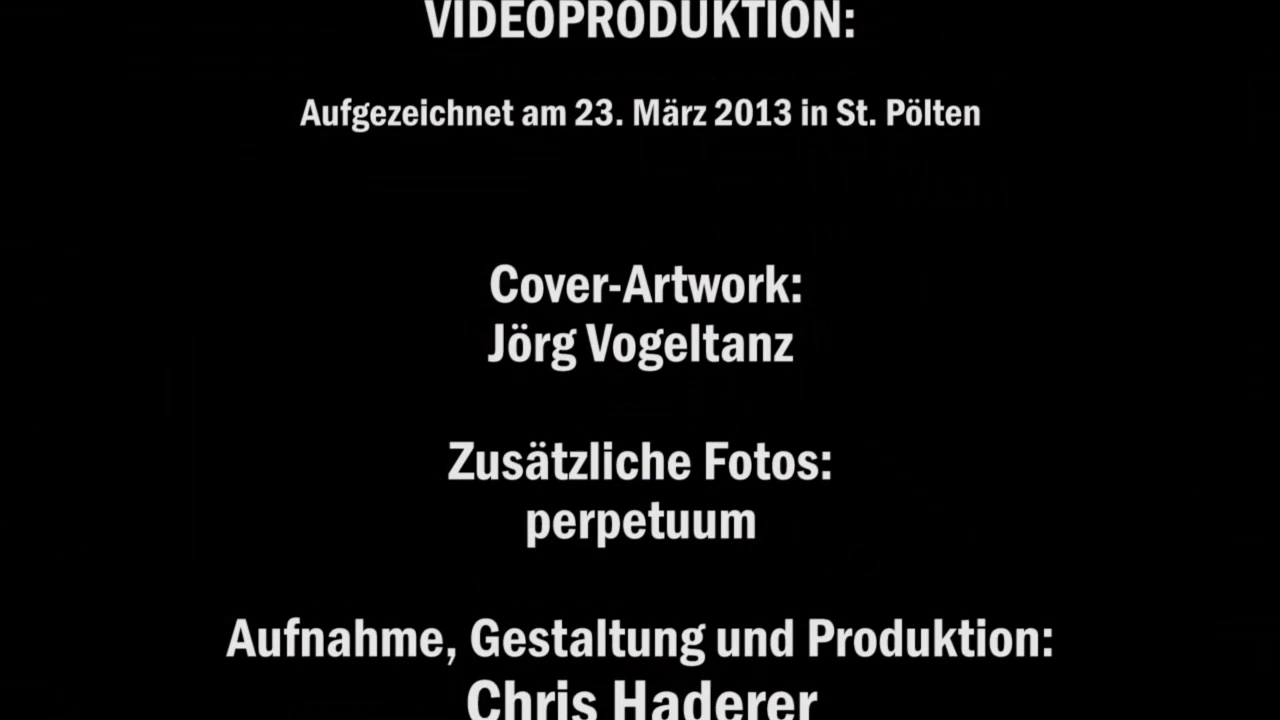 VIDEOPRODUKTION:
Aufgezeichnet am 23. März 2013 in St. Pölten
Cover-Artwork:
Jörg Vogeltanz
Zusätzliche Fotos:
perpetuum
Aufnahme, Gestaltung und Produktion:
Chris Haderer